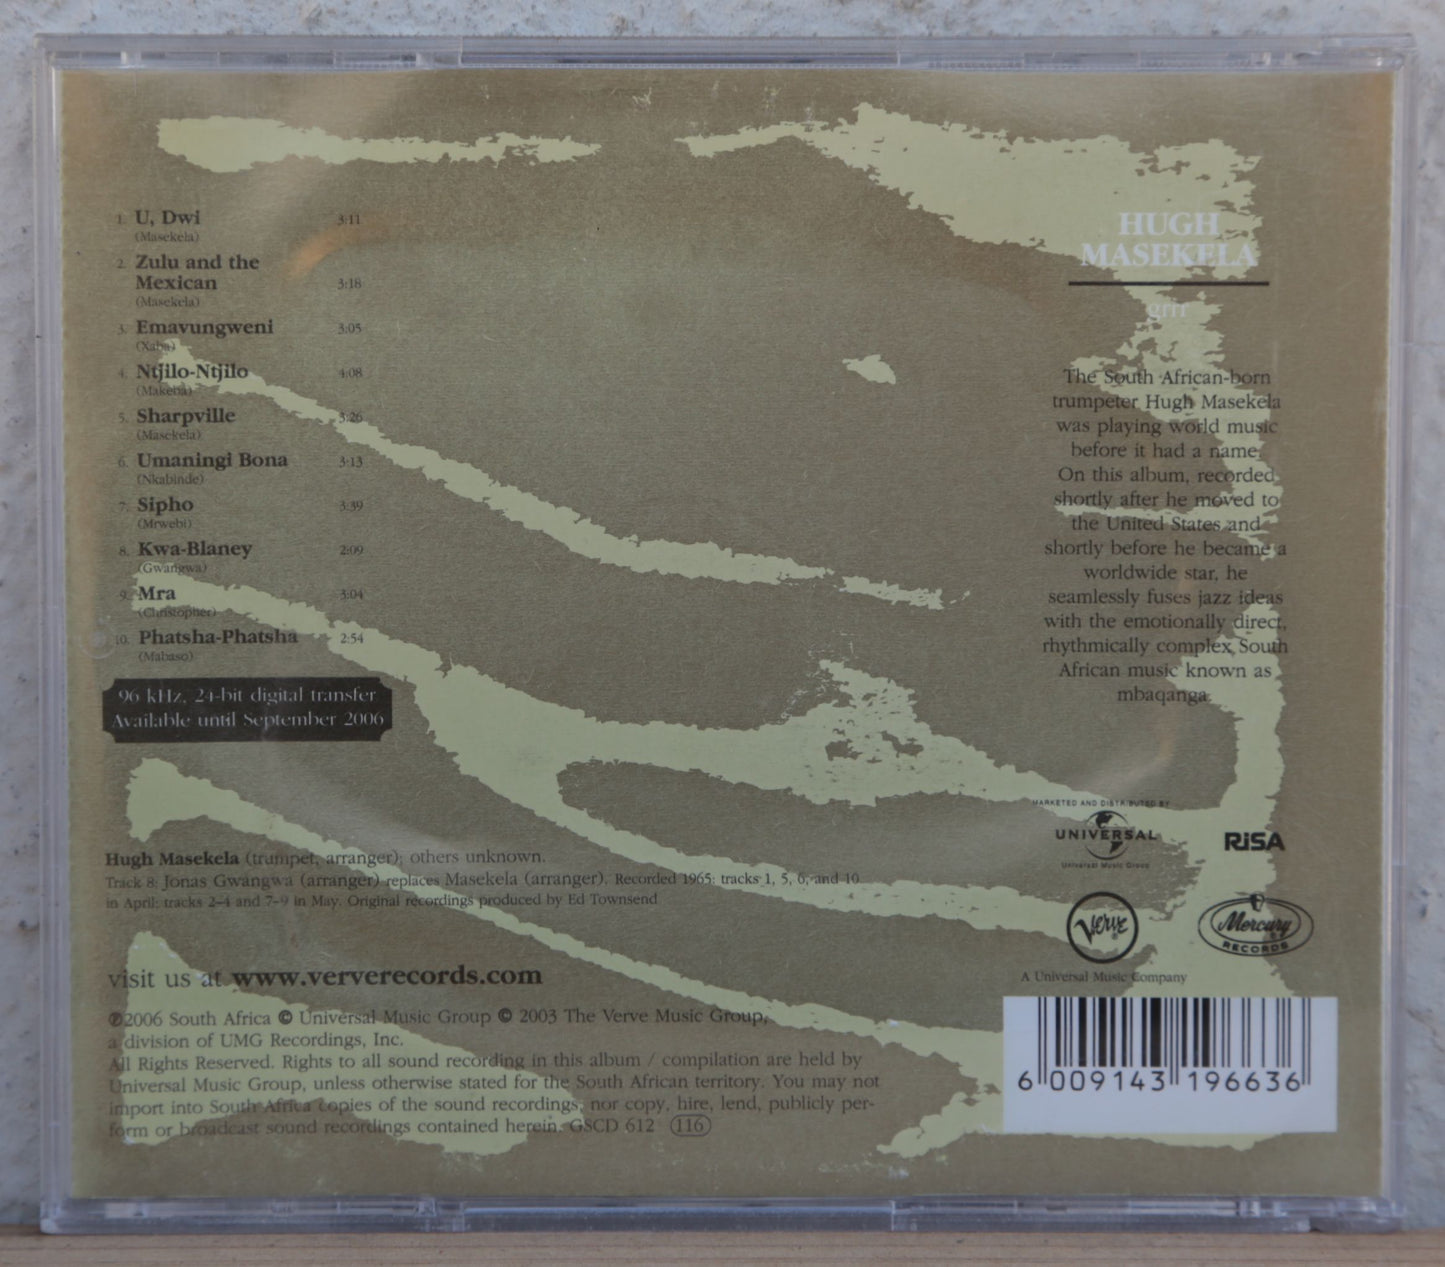 1. U, Dwi 3:11
(Masekela)
2. Zulu and the
Mexican 3:18
(Masekela)
3. Emavungweni 3:05
(Xaba)
4. Ntjilo-Ntjilo 4:08
(Makeba)
5. Sharpville 3:26
(Masekela)
6. Umaningi Bona 3:13
(Nkabinde)
7. Sipho 3:39
(Mrwebi)
8. Kwa-Blaney 2:09
(Gwangwa)
9. Mra 3:04
(Christopher)
10. Phatsha-Phatsha 2:54
(Mabaso)
96 kHz, 24-bit digital transfer
Available until September 2006
Hugh Masekela (trumpet, arranger); others unknown.
Track 8: Jonas Gwangwa (arranger) replaces Masekela (arranger). Recorded 1965: tracks 1, 5, 6, and 10
in April; tracks 2–4 and 7–9 in May. Original recordings produced by Ed Townsend
visit us at www.ververecords.com
℗2006 South Africa © Universal Music Group © 2003 The Verve Music Group,
a division of UMG Recordings, Inc.
All Rights Reserved. Rights to all sound recording in this album / compilation are held by
Universal Music Group, unless otherwise stated for the South African territory. You may not
import into South Africa copies of the sound recordings, nor copy, hire, lend, publicly per-
form or broadcast sound recordings contained herein. GSCD 612 (116)
HUGH
MASEKELA
grrr
The South African-born
trumpeter Hugh Masekela
was playing world music
before it had a name.
On this album, recorded
shortly after he moved to
the United States and
shortly before he became a
worldwide star, he
seamlessly fuses jazz ideas
with the emotionally direct,
rhythmically complex South
African music known as
mbaqanga.
MARKETED AND DISTRIBUTED BY
UNIVERSAL
Universal Music Group
RiSA
Verve®
Mercury
RECORDS
A Universal Music Company
6 009143 196636